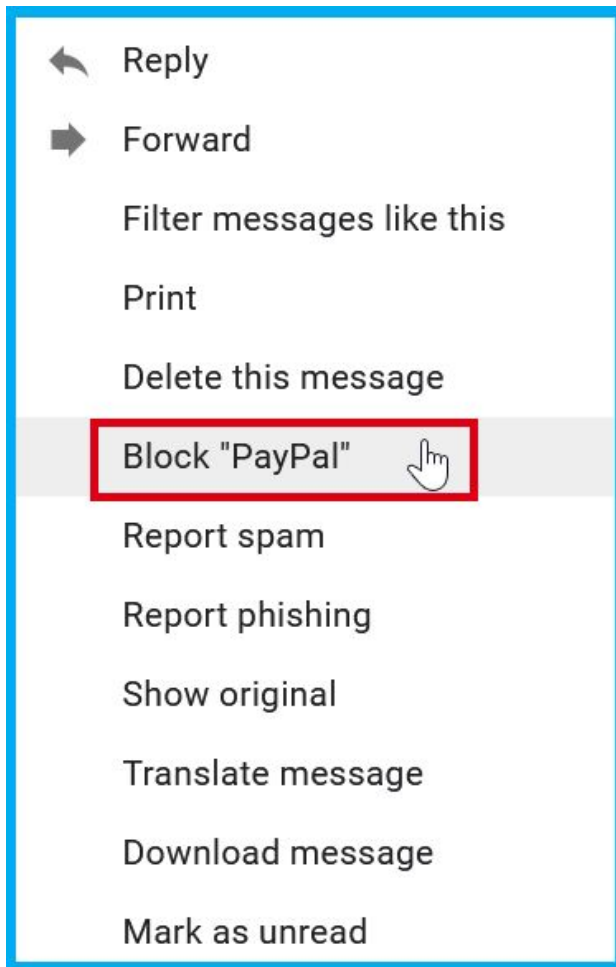 Reply
Forward
Filter messages like this
Print
Delete this message
Block "PayPal"
Report spam
Report phishing
Show original
Translate message
Download message
Mark as unread